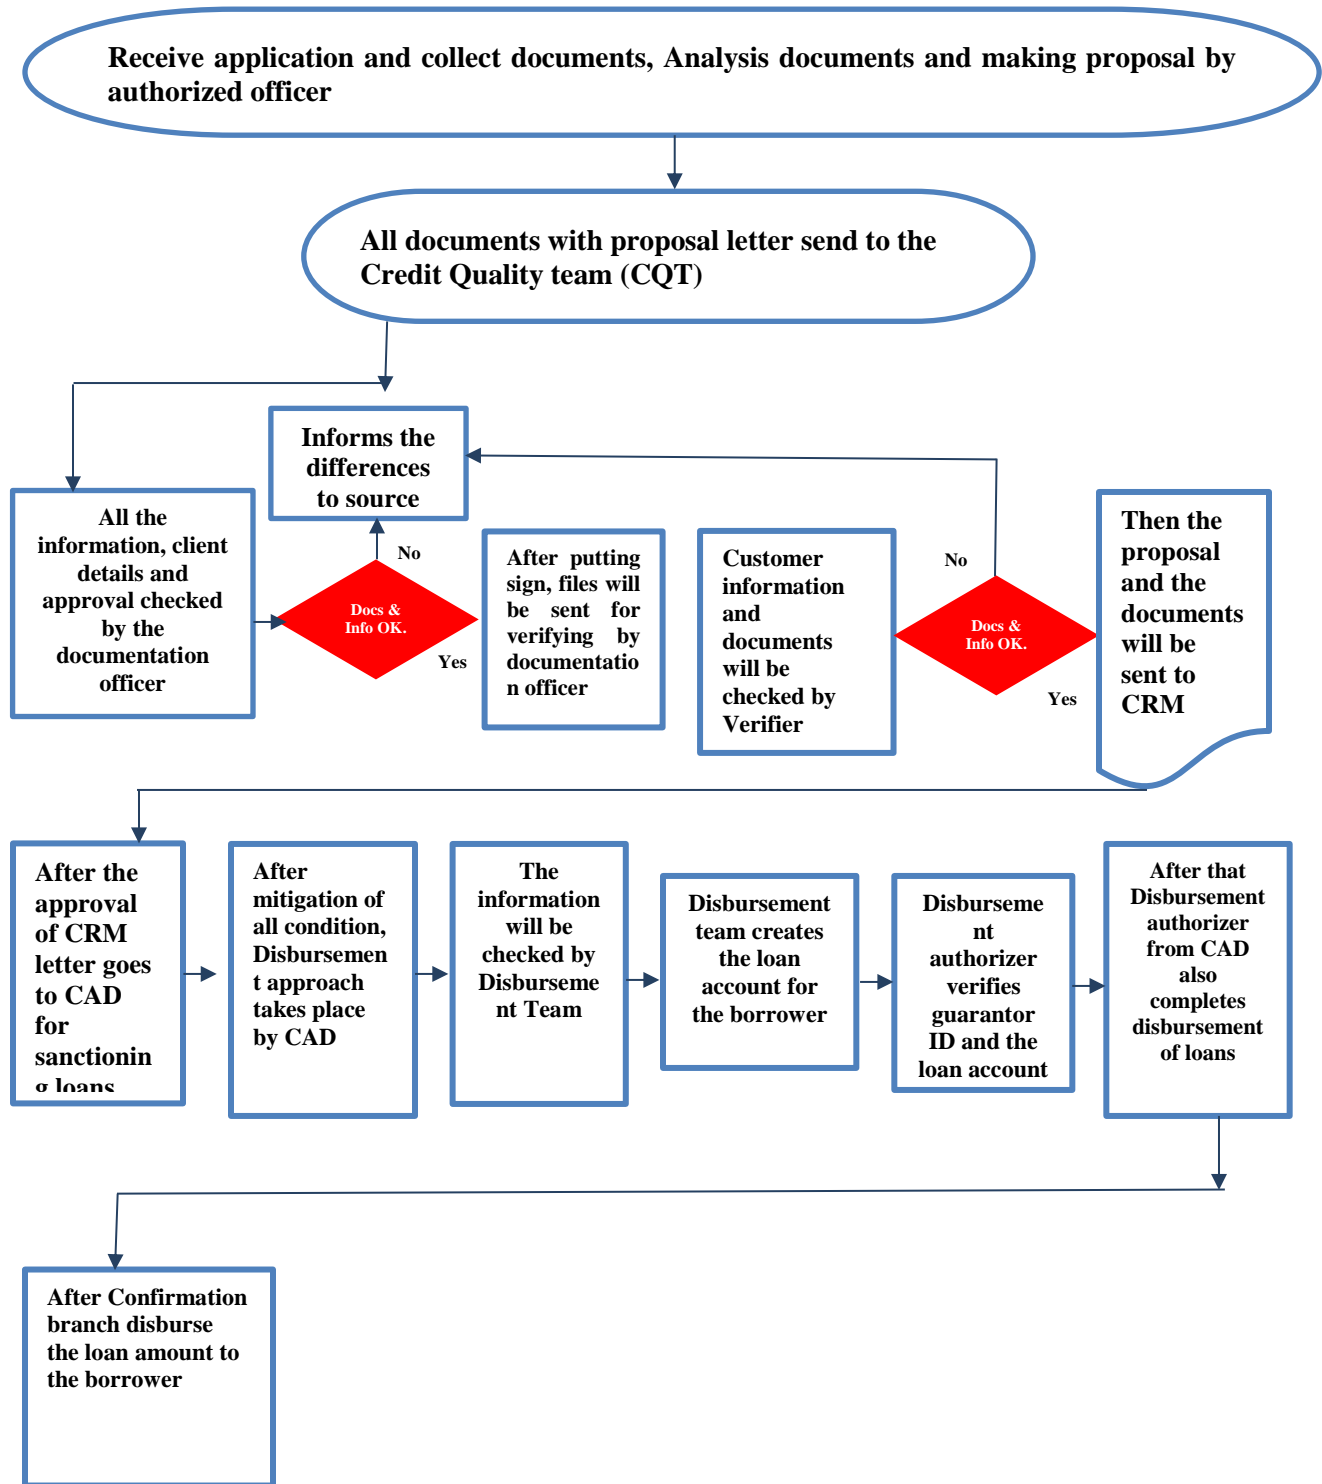 Receive application and collect documents, Analysis documents and making proposal by
authorized officer
All documents with proposal letter send to the
Credit Quality team (CQT)
Informs the
differences
to source
All the
information, client
details and
approval checked
by the
documentation
officer
No
Docs &
Info OK.
Yes
After putting
sign, files will
be sent for
verifying by
documentatio
n officer
Customer
information
and
documents
will be
checked by
Verifier
No
Docs &
Info OK.
Yes
Then the
proposal
and the
documents
will be
sent to
CRM
After the
approval
of CRM
letter goes
to CAD
for
sanctionin
g loans
After
mitigation of
all condition,
Disbursemen
t approach
takes place
by CAD
The
information
will be
checked by
Disburseme
nt Team
Disbursement
team creates
the loan
account for
the borrower
Disburseme
nt
authorizer
verifies
guarantor
ID and the
loan account
After that
Disbursement
authorizer
from CAD
also
completes
disbursement
of loans
After Confirmation
branch disburse
the loan amount to
the borrower